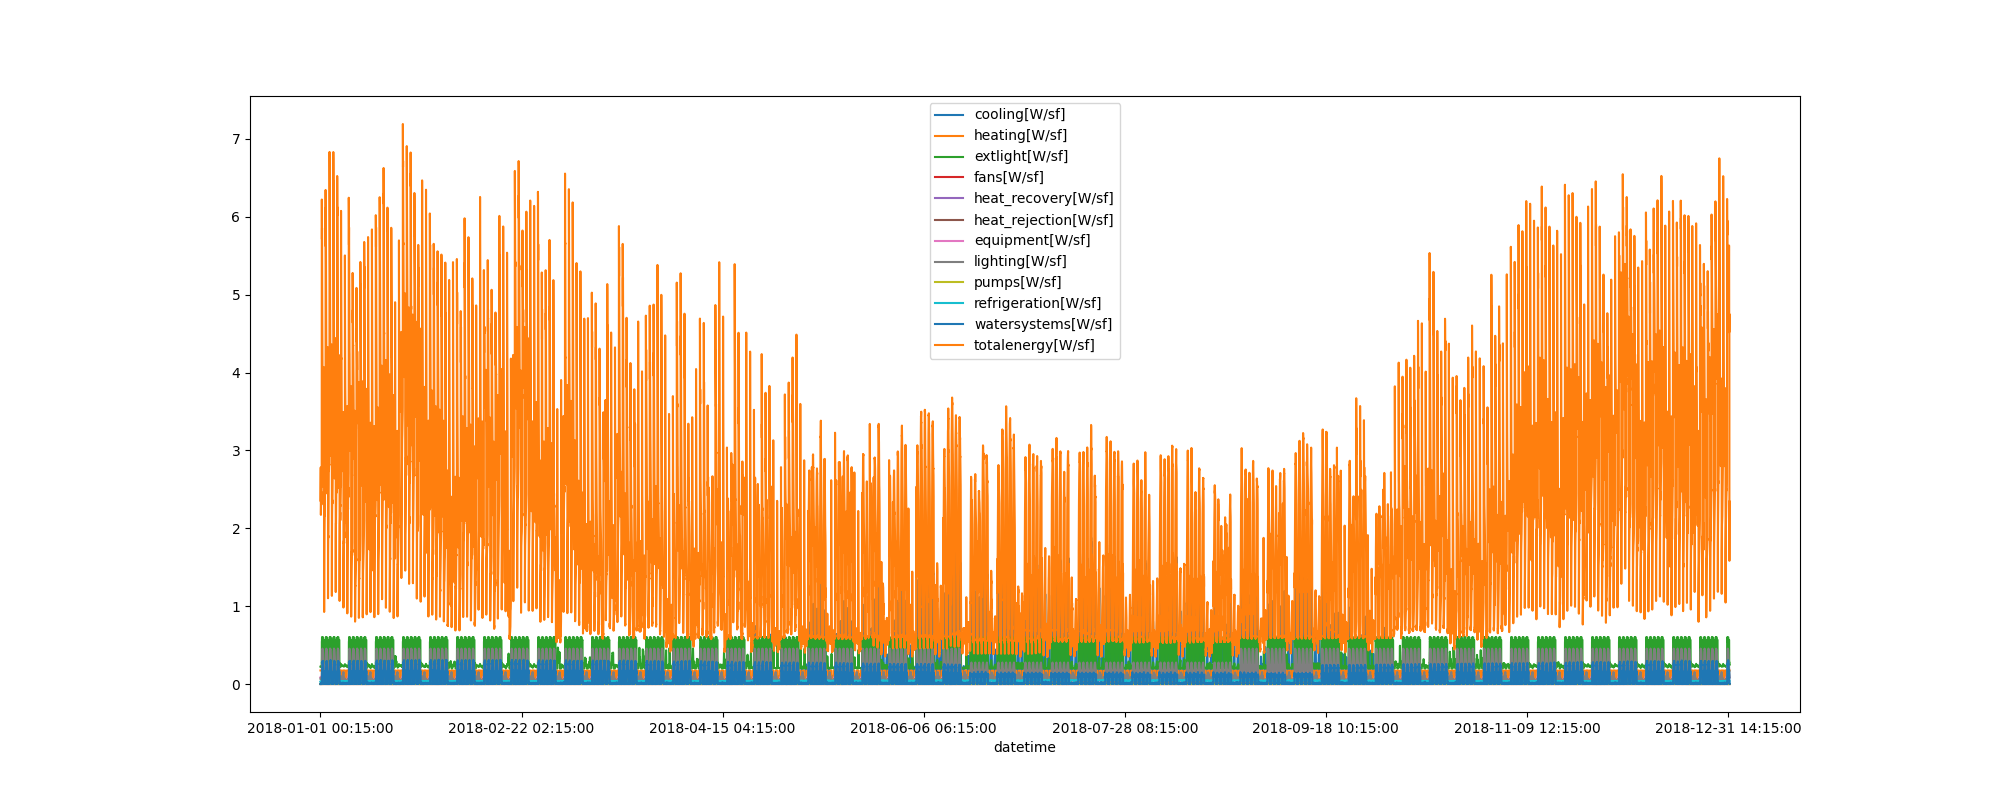 cooling[W/sf]
heating[W/sf]
extlight[W/sf]
fans[W/sf]
heat_recovery[W/sf]
heat_rejection[W/sf]
equipment[W/sf]
lighting[W/sf]
pumps[W/sf]
refrigeration[W/sf]
watersystems[W/sf]
totalenergy[W/sf]
7
6
5
4
3
2
1
0
2018-01-01 00:15:00 2018-02-22 02:15:00 2018-04-15 04:15:00 2018-06-06 06:15:00 2018-07-28 08:15:00 2018-09-18 10:15:00 2018-11-09 12:15:00 2018-12-31 14:15:00
datetime